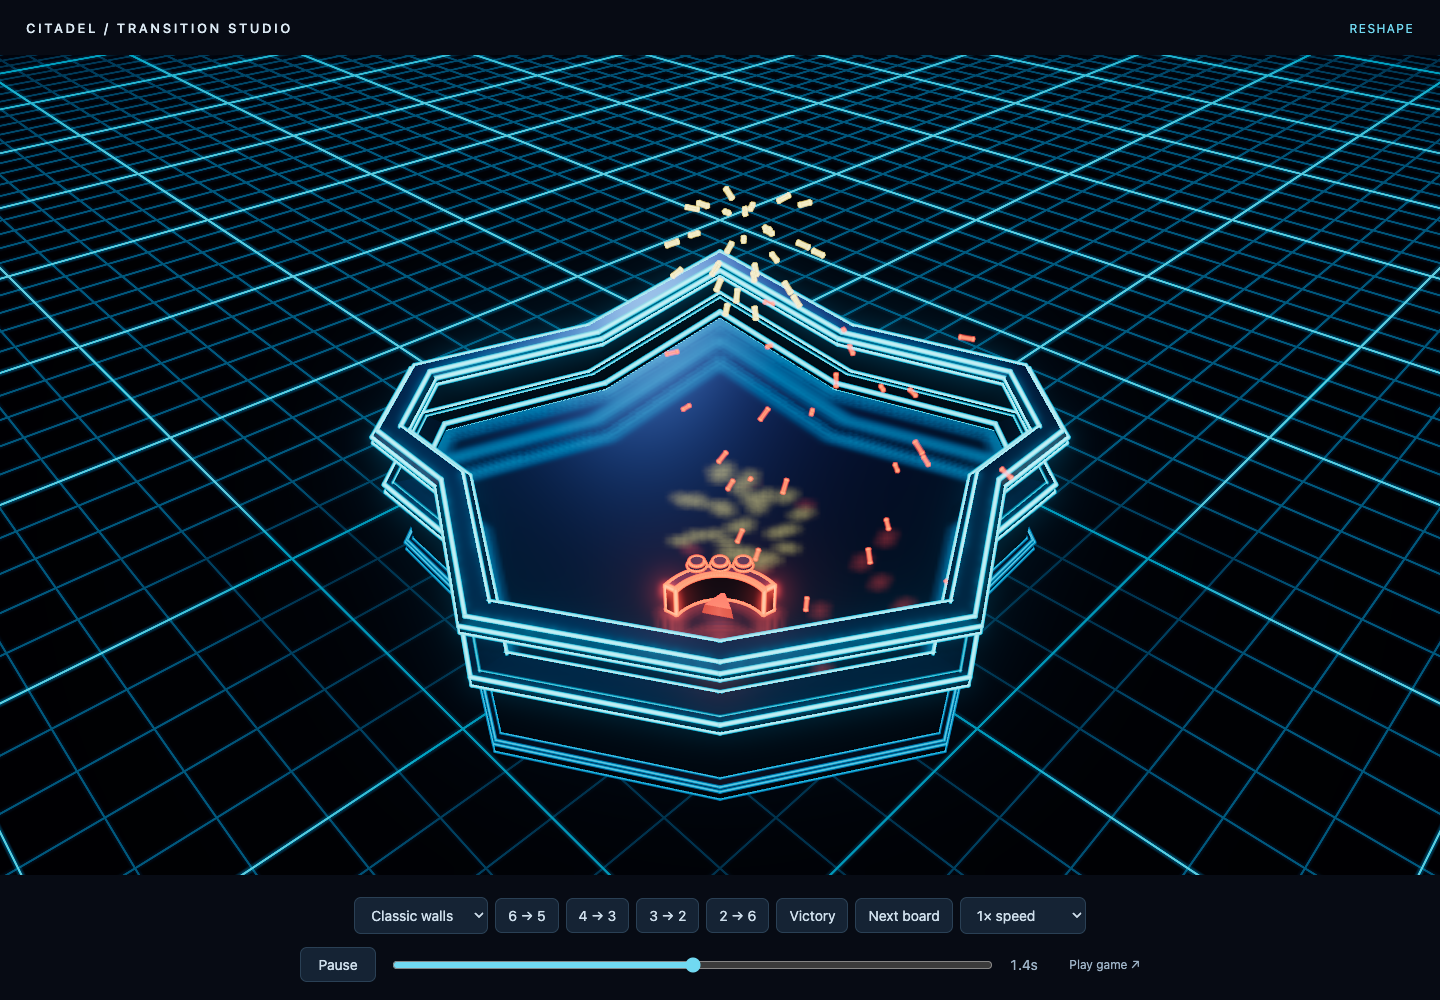 CITADEL / TRANSITION STUDIO
RESHAPE
Classic walls 6 → 5 4 → 3 3 → 2 2 → 6 Victory Next board 1× speed
Pause 1.4s Play game ↗